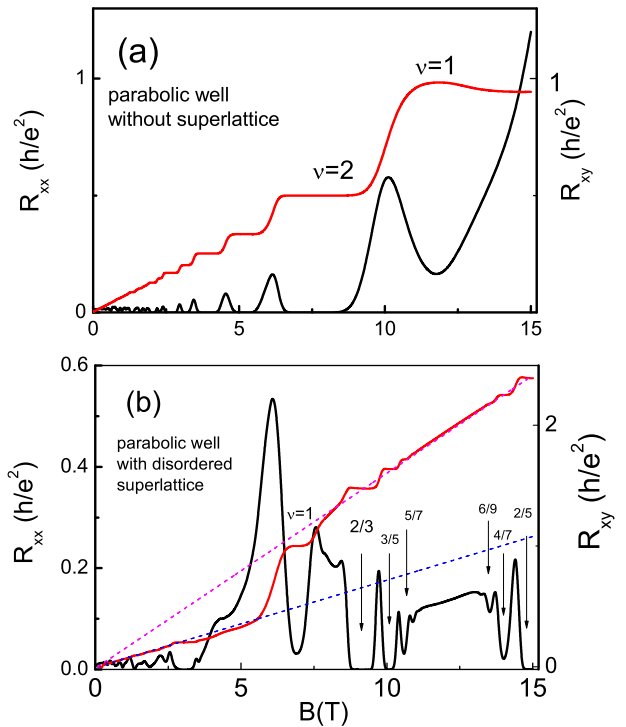 (a)
parabolic well
without superlattice
ν=1
ν=2
1
0
R_xx (h/e²)
1
R_xy (h/e²)
0
5
10
15
(b)
parabolic well
with disordered
superlattice
ν=1
2/3
3/5
5/7
6/9
4/7
2/5
0.6
0.4
0.2
0.0
R_xx (h/e²)
2
1
0
R_xy (h/e²)
0
5
10
15
B(T)